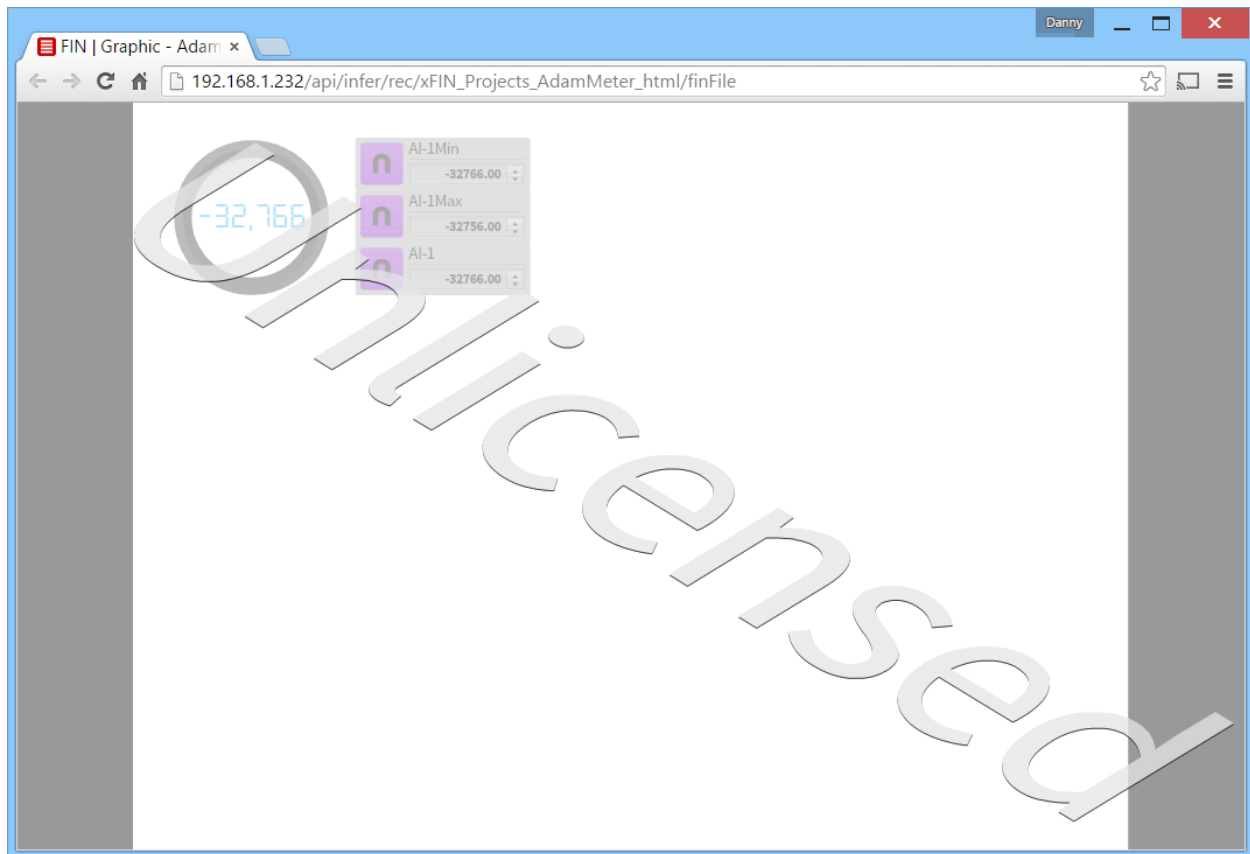 Danny
FIN | Graphic - Adam
192.168.1.232/api/infer/rec/xFIN_Projects_AdamMeter_html/finFile
-32,766
AI-1Min
-32766.00
AI-1Max
-32756.00
AI-1
-32766.00
Unlicensed